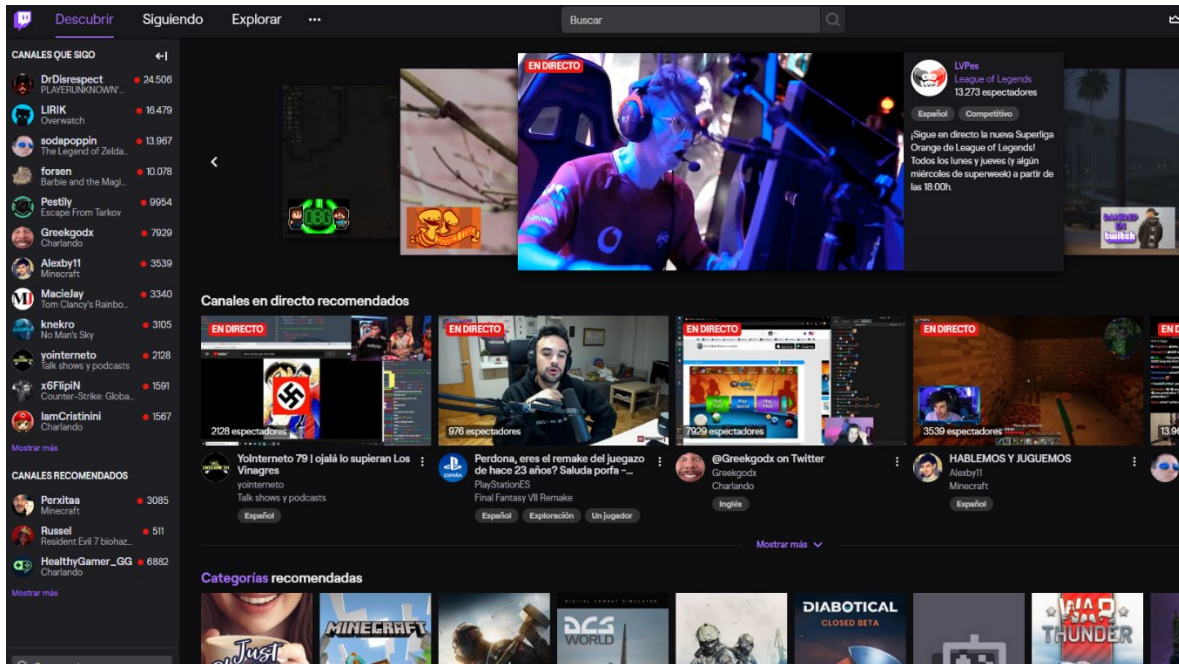 Descubrir
Siguiendo
Explorar
Buscar
CANALES QUE SIGO
DrDisrespect
24.506
PLAYERUNKNOWN'...
LIRIK
16.479
Overwatch
sodapoppin
13.967
The Legend of Zelda...
forsen
10.078
Barbie and the Magi...
Pestily
9954
Escape From Tarkov
Greekgodx
7929
Charlando
Alexby11
3539
Minecraft
MacieJay
3340
Tom Clancy's Rainbo...
knekro
3105
No Man's Sky
yointerneto
2128
Talk shows y podcasts
x6FlipiN
1591
Counter-Strike: Globa...
IamCristinini
1567
Charlando
Mostrar más
CANALES RECOMENDADOS
Perxitaa
3085
Minecraft
Russel
511
Resident Evil 7 biohaz...
HealthyGamer_GG
6882
Charlando
Mostrar más
OBG
EN DIRECTO
LVPes
League of Legends
13.273 espectadores
Español
Competitivo
¡Sigue en directo la nueva Superliga
Orange de League of Legends!
Todos los lunes y jueves (y algún
miércoles de superweek) a partir de
las 18:00h.
twitch
Canales en directo recomendados
EN DIRECTO
2128 espectadores
YoInterneto 79 | ojalá lo supieran Los
Vinagres
yointerneto
Talk shows y podcasts
Español
EN DIRECTO
976 espectadores
ESPAÑA
Perdona, eres el remake del juegazo
de hace 23 años? Saluda porfa -...
PlayStationES
Final Fantasy VII Remake
Español
Exploración
Un jugador
EN DIRECTO
7929 espectadores
@Greekgodx on Twitter
Greekgodx
Charlando
Inglés
EN DIRECTO
3539 espectadores
HABLEMOS Y JUGUEMOS
Alexby11
Minecraft
Español
EN D
13.96
Mostrar más
Categorías recomendadas
Just
MINECRAFT
DIGITAL COMBAT SIMULATOR
DCS
WORLD
DIABOTICAL
CLOSED BETA
WAR
THUNDER